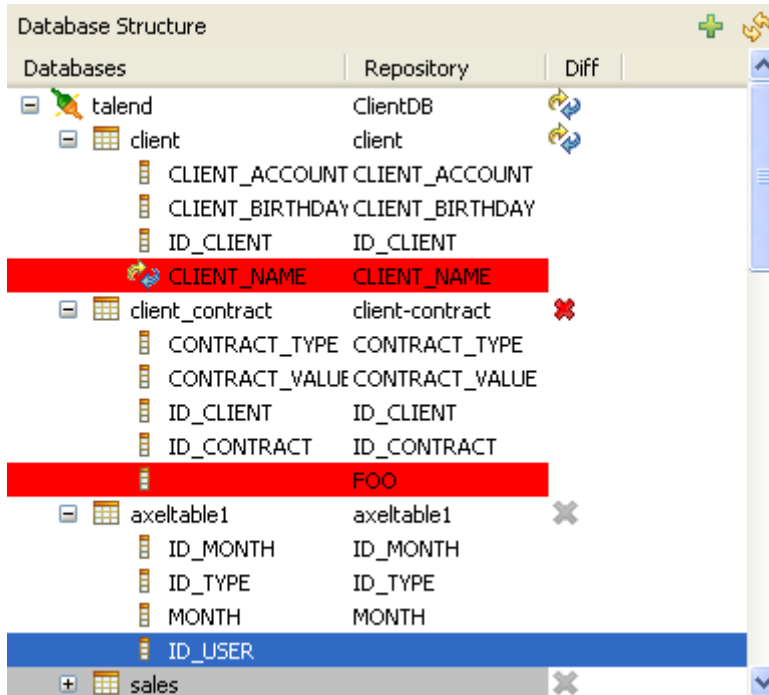 Database Structure
Databases Repository Diff
talend ClientDB
client client
CLIENT_ACCOUNT CLIENT_ACCOUNT
CLIENT_BIRTHDAY CLIENT_BIRTHDAY
ID_CLIENT ID_CLIENT
CLIENT_NAME CLIENT_NAME
client_contract client-contract
CONTRACT_TYPE CONTRACT_TYPE
CONTRACT_VALUE CONTRACT_VALUE
ID_CLIENT ID_CLIENT
ID_CONTRACT ID_CONTRACT
FOO
axeltable1 axeltable1
ID_MONTH ID_MONTH
ID_TYPE ID_TYPE
MONTH MONTH
ID_USER
sales